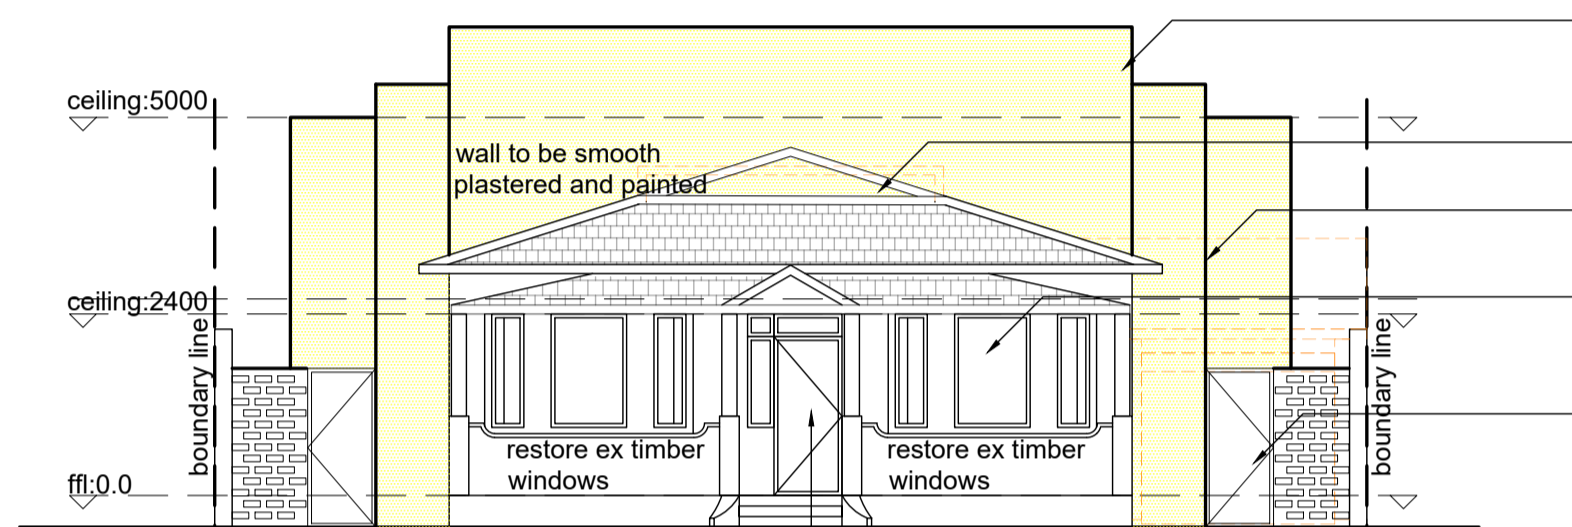 ceiling:5000
wall to be smooth
plastered and painted
ceiling:2400
boundary line
boundary line
restore ex timber
windows
restore ex timber
windows
ffl:0.0